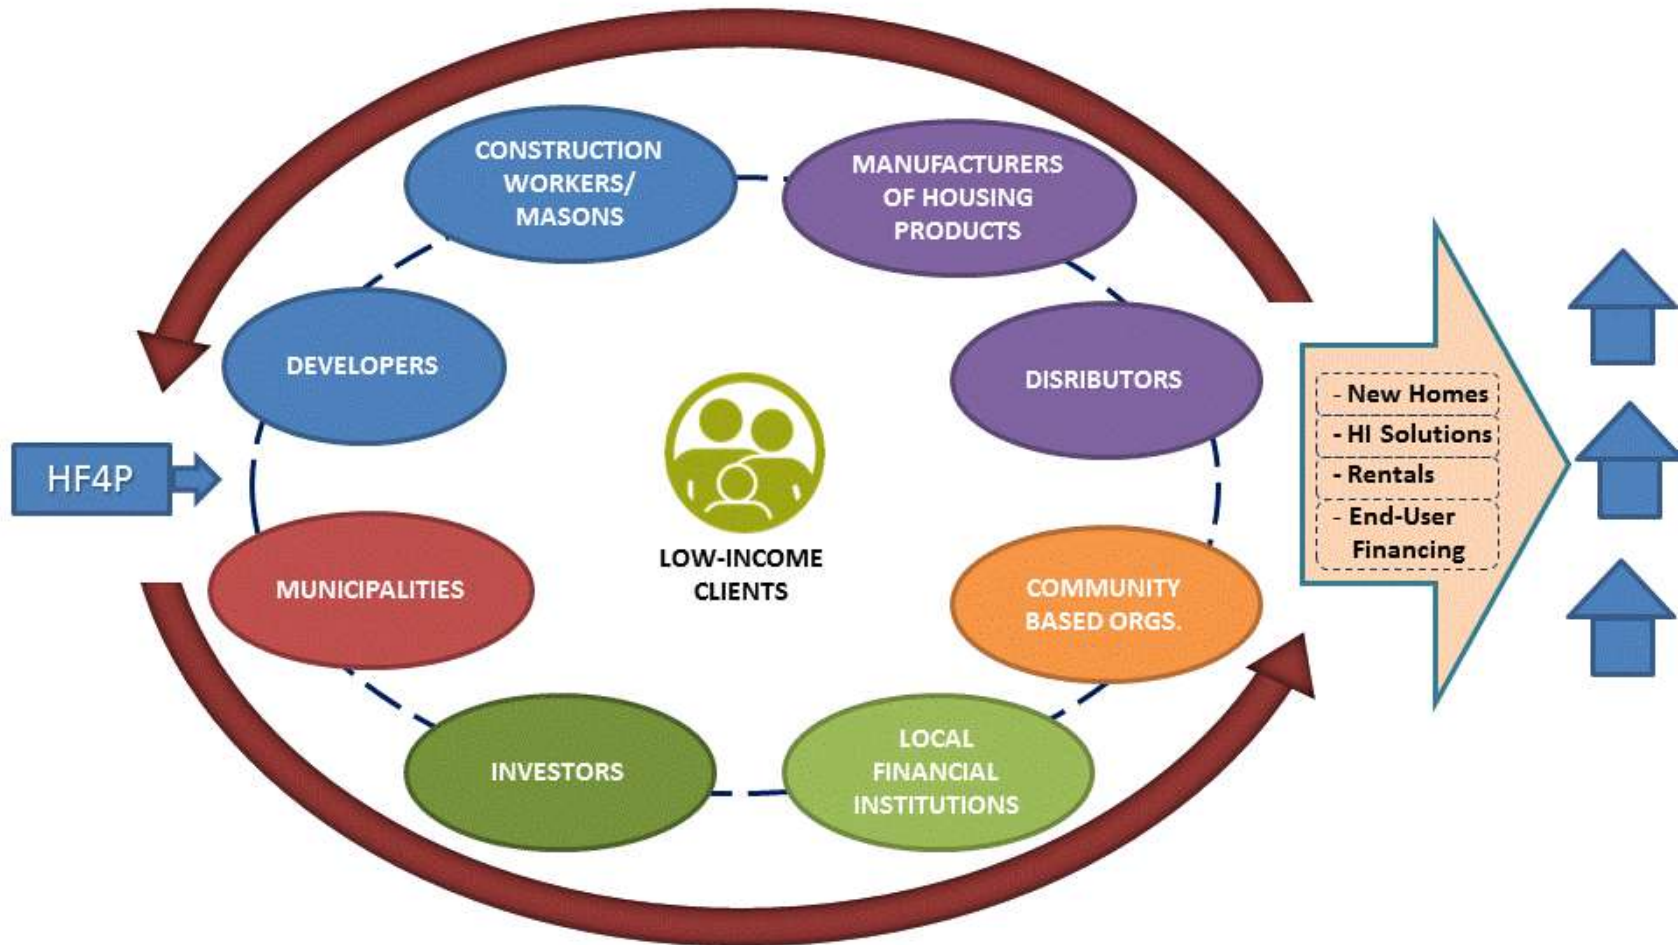 CONSTRUCTION
WORKERS/
MASONS
MANUFACTURERS
OF HOUSING
PRODUCTS
DEVELOPERS
DISRIBUTORS
- New Homes
- HI Solutions
- Rentals
- End-User
Financing
HF4P
LOW-INCOME
CLIENTS
MUNICIPALITIES
COMMUNITY
BASED ORGS.
INVESTORS
LOCAL
FINANCIAL
INSTITUTIONS